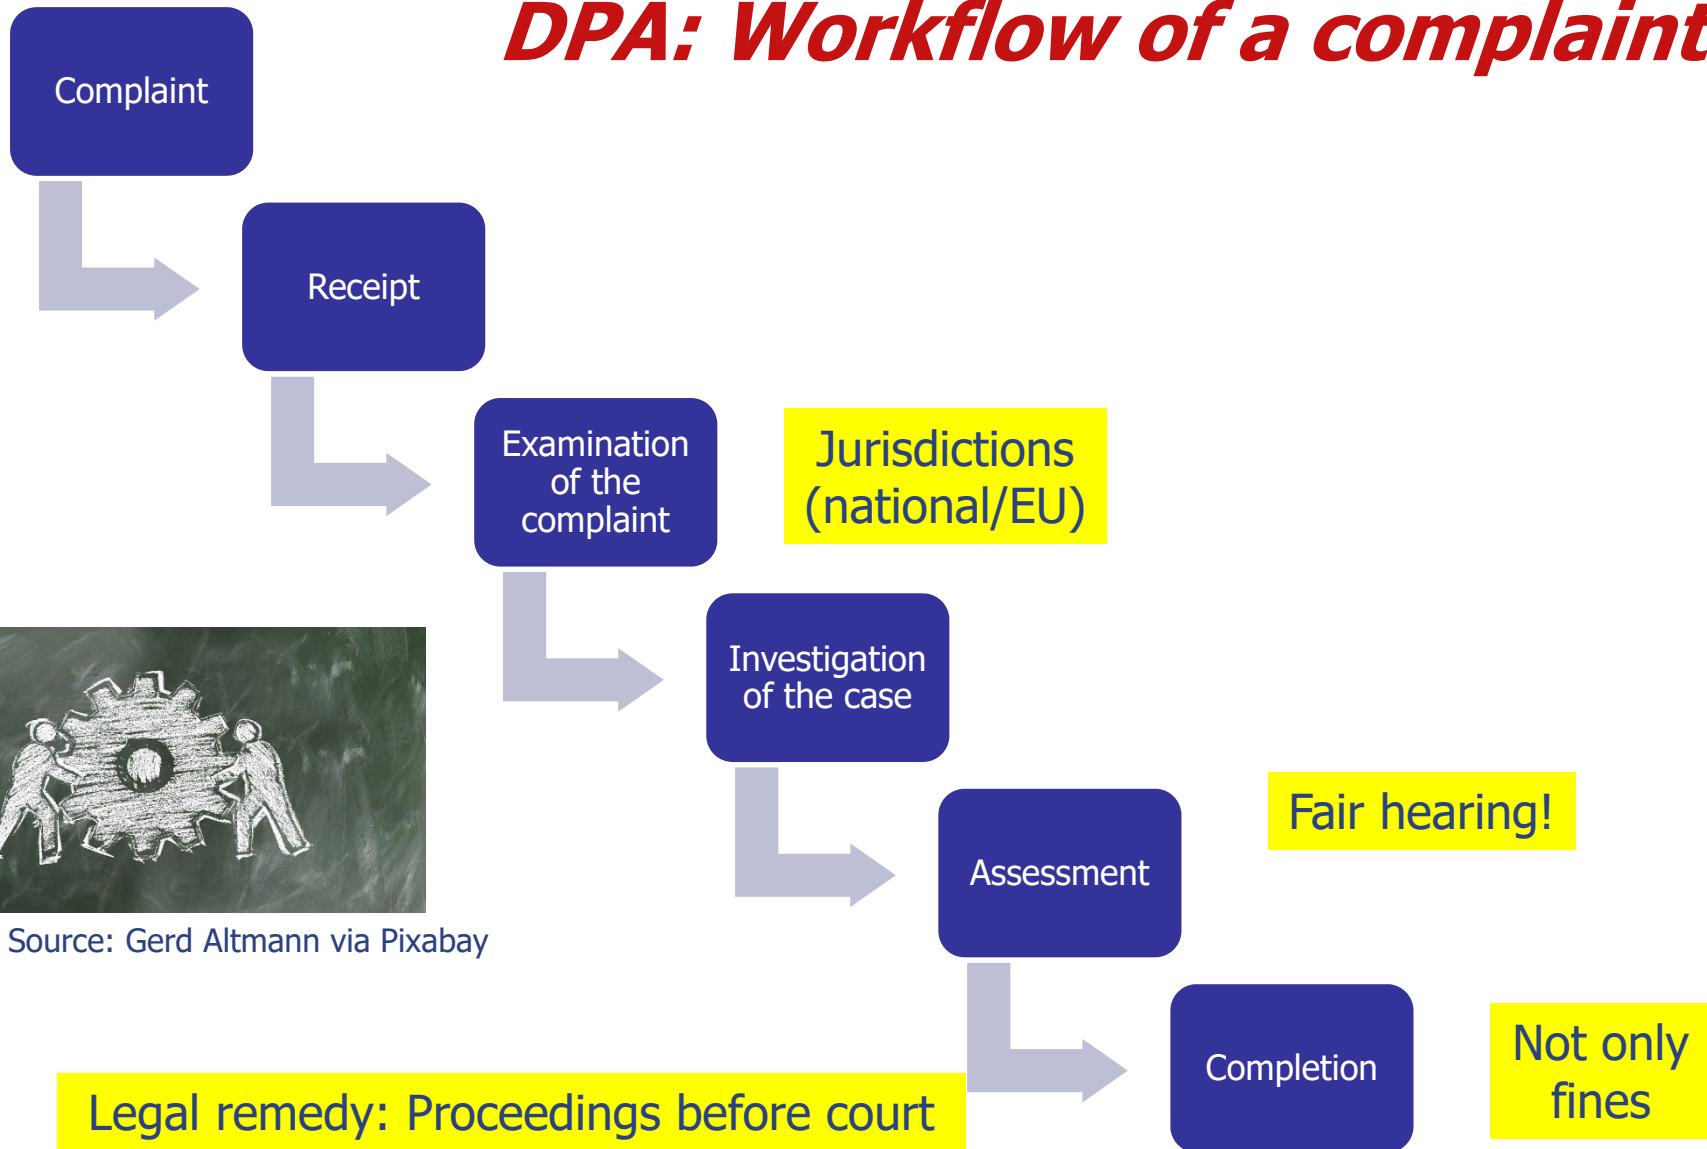 DPA: Workflow of a complaint
Complaint
Receipt
Examination
of the
complaint
Jurisdictions
(national/EU)
Investigation
of the case
Fair hearing!
Assessment
Source: Gerd Altmann via Pixabay
Completion
Not only
fines
Legal remedy: Proceedings before court